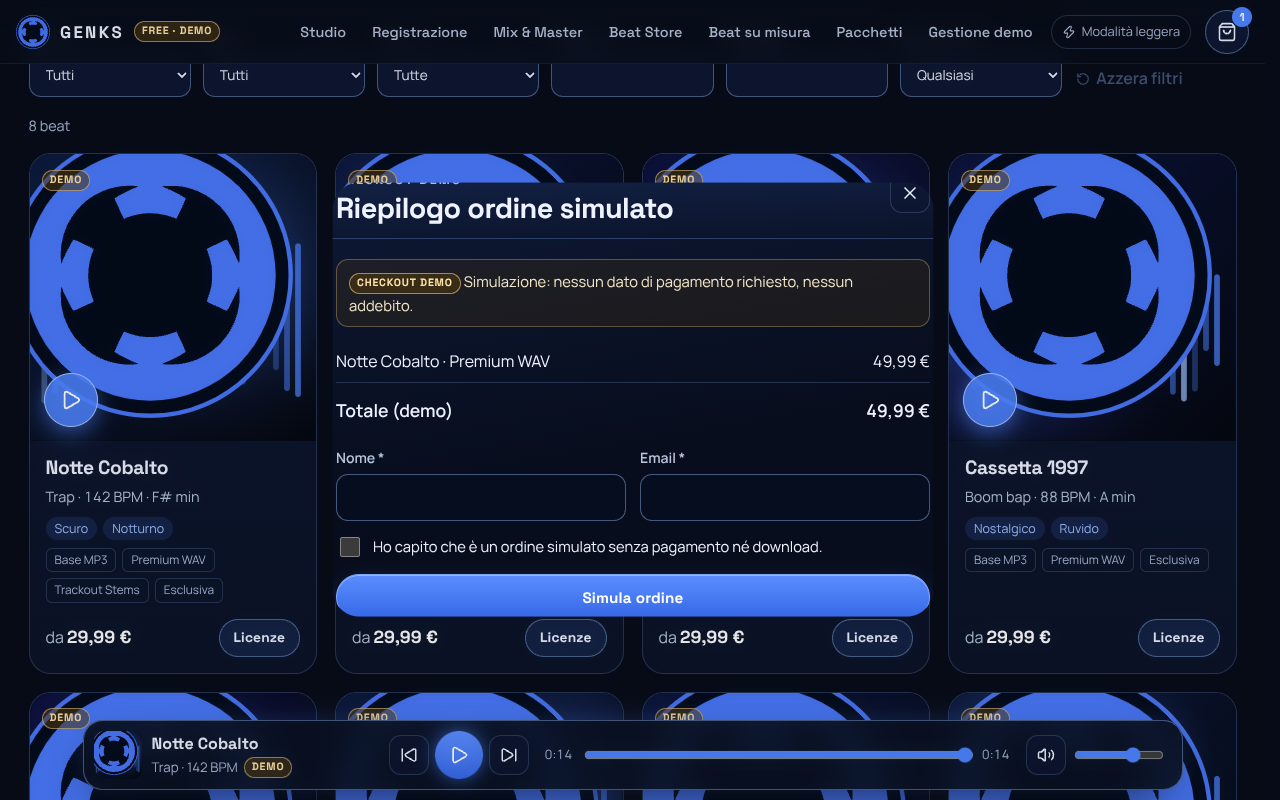 GENKS
FREE · DEMO
Studio
Registrazione
Mix & Master
Beat Store
Beat su misura
Pacchetti
Gestione demo
Modalità leggera
1
Tutti
Tutti
Tutte
Qualsiasi
Azzera filtri
8 beat
DEMO
DEMO
DEMO
DEMO
Riepilogo ordine simulato
CHECKOUT DEMO Simulazione: nessun dato di pagamento richiesto, nessun
addebito.
Notte Cobalto · Premium WAV
49,99 €
Totale (demo)
49,99 €
Nome *
Email *
Ho capito che è un ordine simulato senza pagamento né download.
Simula ordine
Notte Cobalto
Trap · 142 BPM · F# min
Scuro
Notturno
Base MP3
Premium WAV
Trackout Stems
Esclusiva
da 29,99 €
Licenze
da 29,99 €
Licenze
da 29,99 €
Licenze
Cassetta 1997
Boom bap · 88 BPM · A min
Nostalgico
Ruvido
Base MP3
Premium WAV
Esclusiva
da 29,99 €
Licenze
DEMO
DEMO
DEMO
DEMO
Notte Cobalto
Trap · 142 BPM
DEMO
0:14
0:14